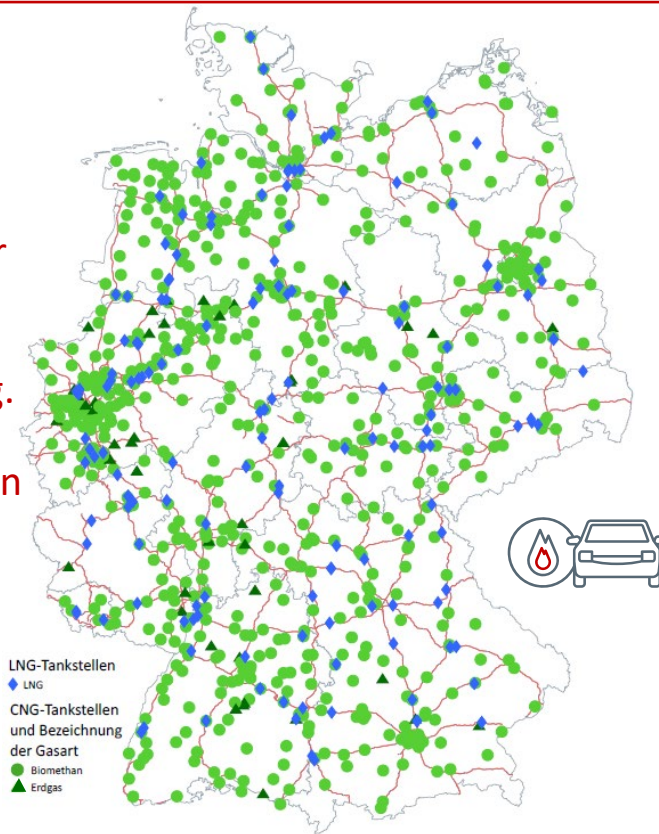 r
g.
n
LNG-Tankstellen
LNG
CNG-Tankstellen
und Bezeichnung
der Gasart
Biomethan
Erdgas